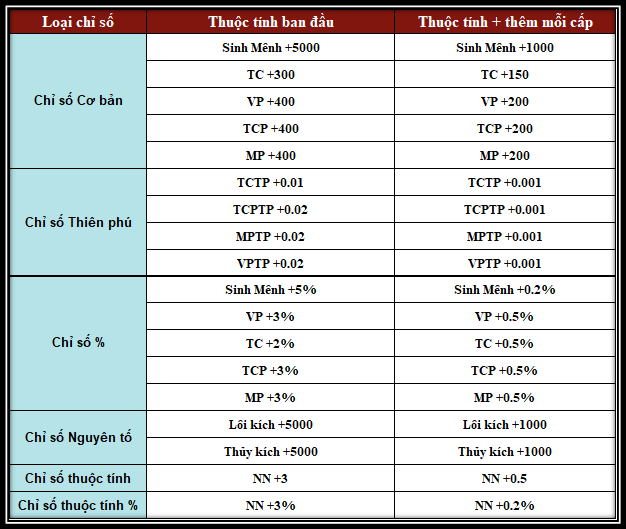 Loại chỉ số Thuộc tính ban đầu Thuộc tính + thêm mỗi cấp
Chỉ số Cơ bản
Sinh Mênh +5000 Sinh Mênh +1000
TC +300 TC +150
VP +400 VP +200
TCP +400 TCP +200
MP +400 MP +200
Chỉ số Thiên phú
TCTP +0.01 TCTP +0.001
TCPTP +0.02 TCPTP +0.001
MPTP +0.02 MPTP +0.001
VPTP +0.02 VPTP +0.001
Chỉ số %
Sinh Mênh +5% Sinh Mênh +0.2%
VP +3% VP +0.5%
TC +2% TC +0.5%
TCP +3% TCP +0.5%
MP +3% MP +0.5%
Chỉ số Nguyên tố
Lôi kích +5000 Lôi kích +1000
Thủy kích +5000 Thủy kích +1000
Chỉ số thuộc tính NN +3 NN +0.5
Chỉ số thuộc tính % NN +3% NN +0.2%